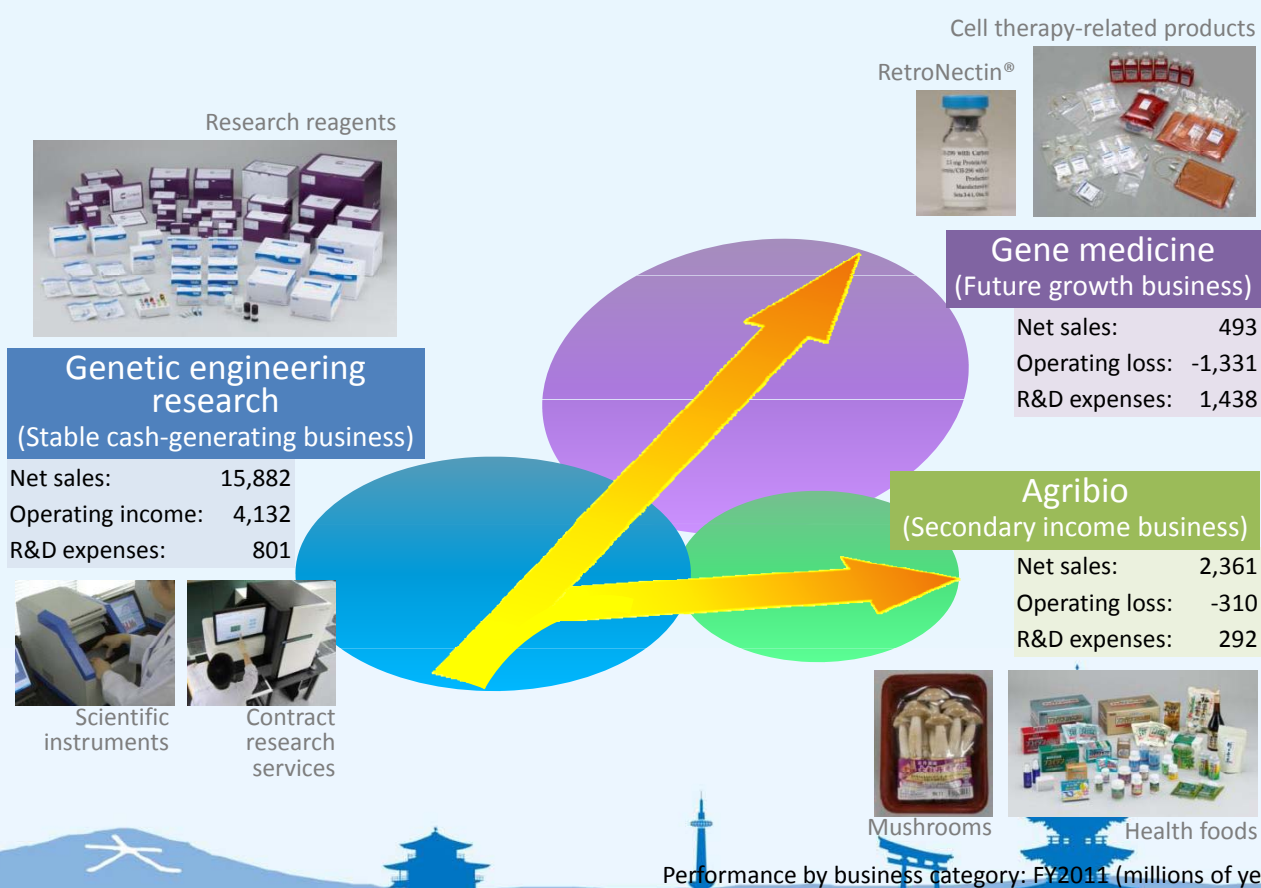 Cell therapy-related products
RetroNectin®
Research reagents
Gene medicine
(Future growth business)
Net sales: 493
Operating loss: -1,331
R&D expenses: 1,438
Genetic engineering
research
(Stable cash-generating business)
Net sales: 15,882
Operating income: 4,132
R&D expenses: 801
Agribio
(Secondary income business)
Net sales: 2,361
Operating loss: -310
R&D expenses: 292
Scientific
instruments
Contract
research
services
Mushrooms
Health foods
大
Performance by business category: FY2011 (millions of ye